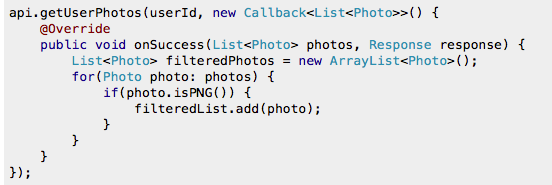 api.getUserPhotos(userId, new Callback<List<Photo>>() {
    @Override
    public void onSuccess(List<Photo> photos, Response response) {
        List<Photo> filteredPhotos = new ArrayList<Photo>();
        for(Photo photo: photos) {
            if(photo.isPNG()) {
                filteredList.add(photo);
            }
        }
    }
});